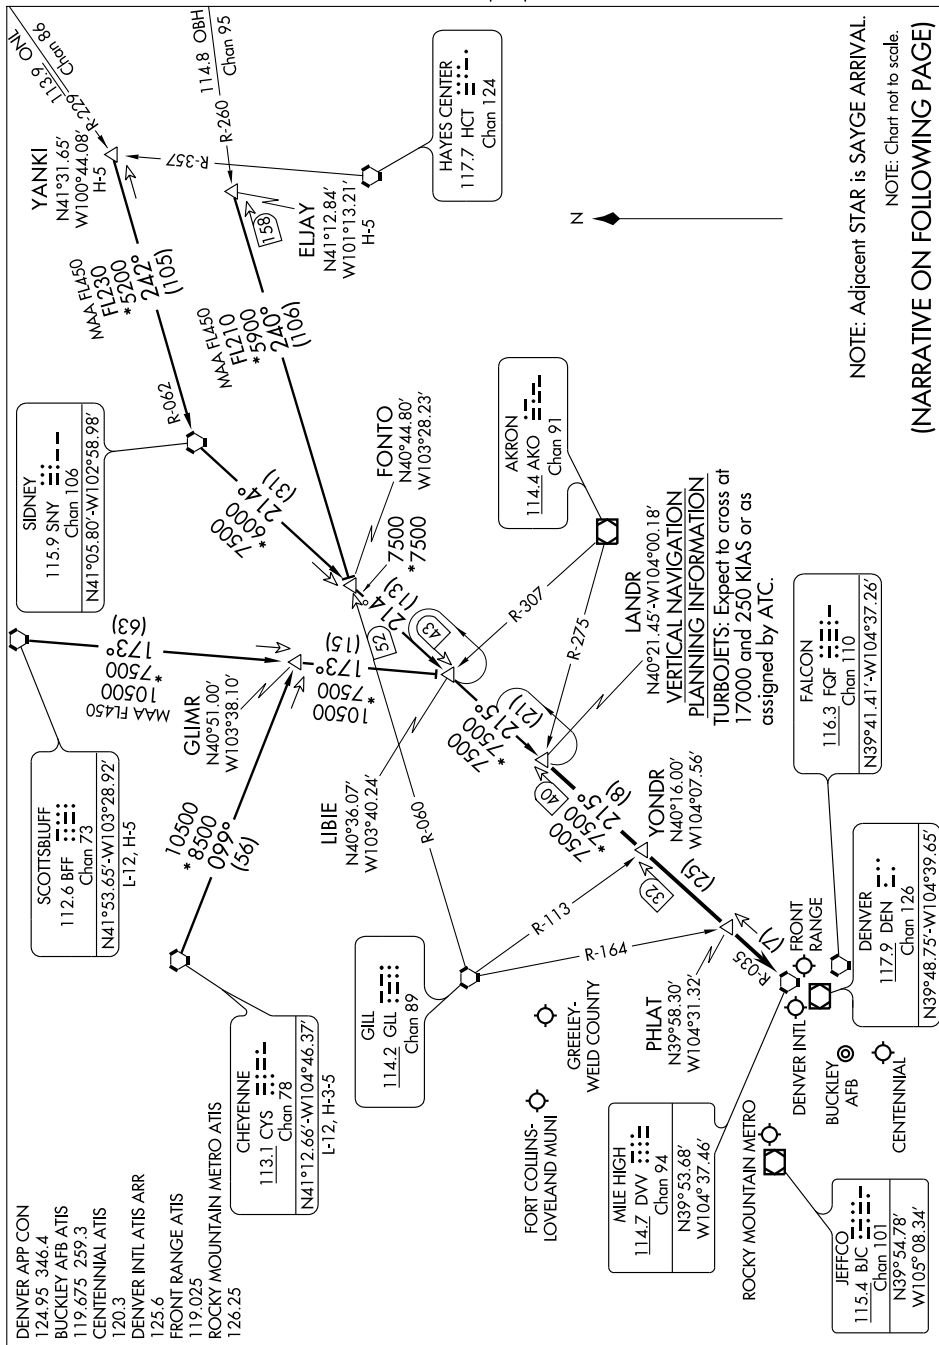 DENVER APP CON
124.95 346.4
BUCKLEY AFB ATIS
119.675 259.3
CENTENNIAL ATIS
120.3
DENVER INTL ATIS ARR
125.6
FRONT RANGE ATIS
119.025
ROCKY MOUNTAIN METRO ATIS
126.25
SCOTTSBLUFF
112.6 BFF
Chan 73
N41°53.65'-W103°28.92'
L-12, H-5
CHEYENNE
113.1 CYS
Chan 78
N41°12.66'-W104°46.37'
L-12, H-3-5
10500
*8500
099°
(56)
MAA FL450
10500
*7500
173°
(63)
GLIMR
N40°51.00'
W103°38.10'
10500
*7500
173°
(15)
SIDNEY
115.9 SNY
Chan 106
N41°05.80'-W102°58.98'
R-062
113.9 ONL
Chan 86
R-229
YANKI
N41°31.65'
W100°44.08'
H-5
MAA FL450
FL230
*5200
242°
(105)
R-357
114.8 OBH
Chan 95
R-260
158
ELJAY
N41°12.84'
W101°13.21'
H-5
HAYES CENTER
117.7 HCT
Chan 124
MAA FL450
FL210
*5900
240°
(106)
7500
*6000
214°
(31)
FONTO
N40°44.80'
W103°28.23'
7500
*7500
214°
(13)
52
43
LIBIE
N40°36.07'
W103°40.24'
R-060
AKRON
114.4 AKO
Chan 91
R-307
R-275
7500
*7500
215°
(21)
LANDR
N40°21.45'-W104°00.18'
VERTICAL NAVIGATION
PLANNING INFORMATION
TURBOJETS: Expect to cross at
17000 and 250 KIAS or as
assigned by ATC.
40
7500
*7500
215°
(8)
YONDR
N40°16.00'
W104°07.56'
32
(25)
GILL
114.2 GLL
Chan 89
R-113
R-164
PHLAT
N39°58.30'
W104°31.32'
(7)
R-035
GREELEY-
WELD COUNTY
FORT COLLINS-
LOVELAND MUNI
MILE HIGH
114.7 DVV
Chan 94
N39°53.68'
W104°37.46'
FRONT
RANGE
DENVER INTL
BUCKLEY
AFB
CENTENNIAL
ROCKY MOUNTAIN METRO
JEFFCO
115.4 BJC
Chan 101
N39°54.78'
W105°08.34'
DENVER
117.9 DEN
Chan 126
N39°48.75'-W104°39.65'
FALCON
116.3 FQF
Chan 110
N39°41.41'-W104°37.26'
N
NOTE: Adjacent STAR is SAYGE ARRIVAL.
NOTE: Chart not to scale.
(NARRATIVE ON FOLLOWING PAGE)